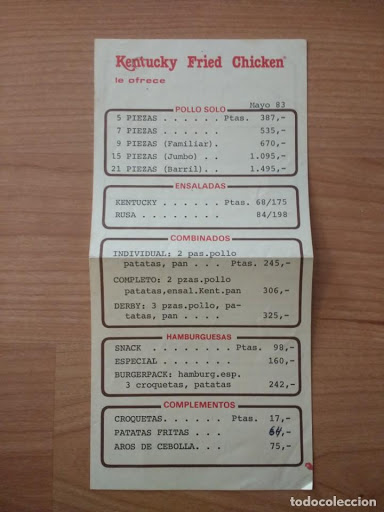 Kentucky Fried Chicken
le ofrece
Mayo 83
POLLO SOLO
5 PIEZAS . . . . . . Ptas. 387,-
7 PIEZAS . . . . . . 535,-
9 PIEZAS (Familiar). 670,-
15 PIEZAS (Jumbo) . . 1.095,-
21 PIEZAS (Barril) . . 1.495,-
ENSALADAS
KENTUCKY . . . . . . Ptas. 68/175
RUSA . . . . . . . . 84/198
COMBINADOS
INDIVIDUAL: 2 pas.pollo
patatas, pan . . . Ptas. 245,-
COMPLETO: 2 pzas.pollo
patatas,ensal.Kent.pan 306,-
DERBY: 3 pzas.pollo, pa-
tatas, pan . . . . 325,-
HAMBURGUESAS
SNACK . . . . . . . . Ptas. 98,-
ESPECIAL . . . . . . . 160,-
BURGERPACK: hamburg.esp.
3 croquetas, patatas 242,-
COMPLEMENTOS
CROQUETAS. . . . . . Ptas. 17,-
PATATAS FRITAS . . . 64,-
AROS DE CEBOLLA. . . 75,-
todocoleccion